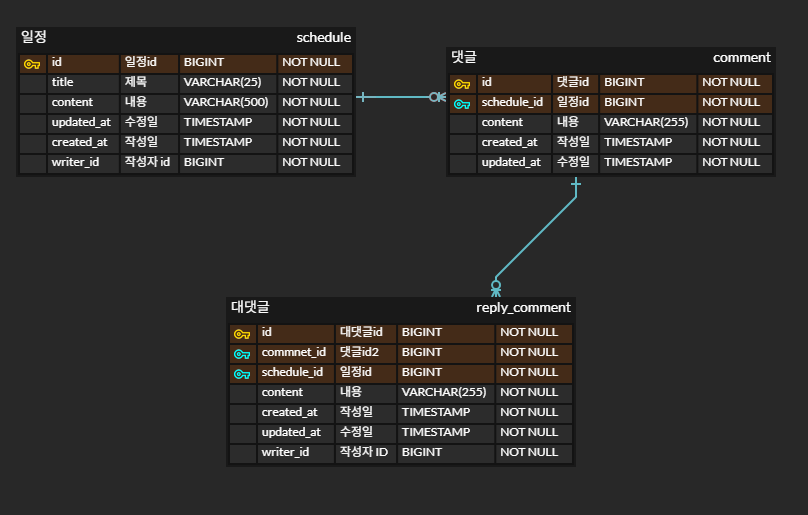 일정 schedule
id 일정id BIGINT NOT NULL
title 제목 VARCHAR(25) NOT NULL
content 내용 VARCHAR(500) NOT NULL
updated_at 수정일 TIMESTAMP NOT NULL
created_at 작성일 TIMESTAMP NOT NULL
writer_id 작성자 id BIGINT NOT NULL
댓글 comment
id 댓글id BIGINT NOT NULL
schedule_id 일정id BIGINT NOT NULL
content 내용 VARCHAR(255) NOT NULL
created_at 작성일 TIMESTAMP NOT NULL
updated_at 수정일 TIMESTAMP NOT NULL
대댓글 reply_comment
id 대댓글id BIGINT NOT NULL
commnet_id 댓글id2 BIGINT NOT NULL
schedule_id 일정id BIGINT NOT NULL
content 내용 VARCHAR(255) NOT NULL
created_at 작성일 TIMESTAMP NOT NULL
updated_at 수정일 TIMESTAMP NOT NULL
writer_id 작성자 ID BIGINT NOT NULL